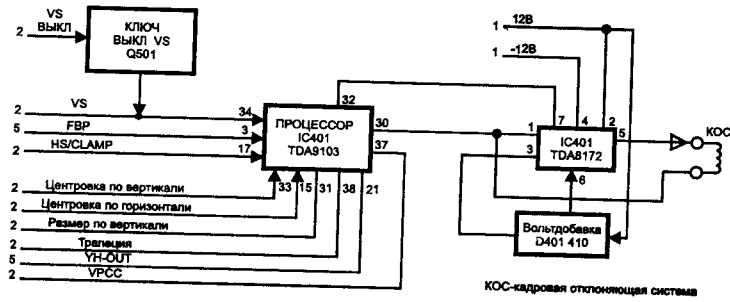 2 VS ВЫКЛ
КЛЮЧ
ВЫКЛ VS
Q501
2 VS 34
5 FBP 3
2 HS/CLAMP 17
ПРОЦЕССОР
IC401
TDA9103
32
30
37
33 15 31 38 21
2 Центровка по вертикали
2 Центровка по горизонтали
2 Размер по вертикали
2 Трапеция
5 YH-OUT
2 VPCC
1 12В
1 -12В
7 4 2
1
3
5
6
IC401
TDA8172
КОС
Вольтдобавка
D401 410
КОС-кадровая отклоняющая система